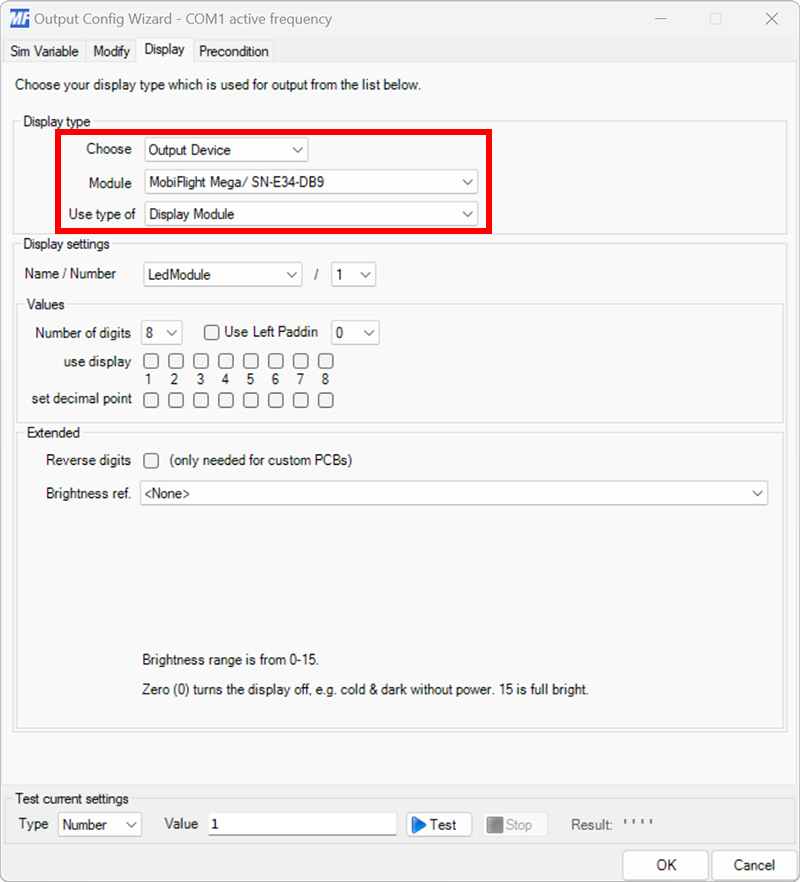 MF Output Config Wizard - COM1 active frequency
Sim Variable Modify Display Precondition
Choose your display type which is used for output from the list below.
Display type
Choose Output Device
Module MobiFlight Mega/ SN-E34-DB9
Use type of Display Module
Display settings
Name / Number LedModule / 1
Values
Number of digits 8 Use Left Paddin 0
use display
1 2 3 4 5 6 7 8
set decimal point
Extended
Reverse digits (only needed for custom PCBs)
Brightness ref. <None>
Brightness range is from 0-15.
Zero (0) turns the display off, e.g. cold & dark without power. 15 is full bright.
Test current settings
Type Number Value 1 Test Stop Result: ' ' ' '
OK Cancel